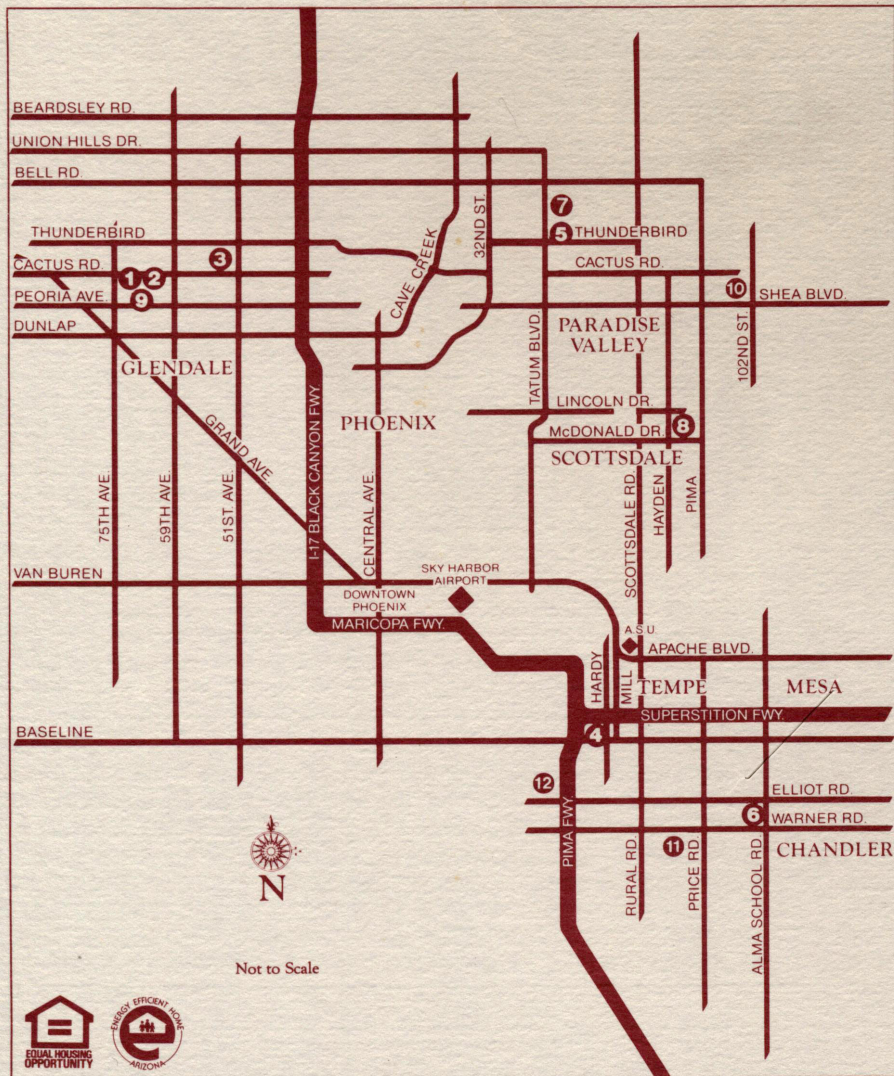 BEARDSLEY RD.
UNION HILLS DR.
BELL RD.
THUNDERBIRD
CACTUS RD.
PEORIA AVE.
DUNLAP
GLENDALE
GRAND AVE.
75TH AVE.
59TH AVE.
51ST. AVE.
I-17 BLACK CANYON FWY.
PHOENIX
CENTRAL AVE.
CAVE CREEK
32ND ST.
TATUM BLVD.
7
5 THUNDERBIRD
3
1 2
9
CACTUS RD.
10
SHEA BLVD.
102ND ST.
PARADISE
VALLEY
LINCOLN DR.
McDONALD DR.
8
SCOTTSDALE
SCOTTSDALE RD.
HAYDEN
PIMA
VAN BUREN
SKY HARBOR
AIRPORT
DOWNTOWN
PHOENIX
MARICOPA FWY.
A.S.U.
APACHE BLVD.
HARDY
MILL
TEMPE
MESA
SUPERSTITION FWY.
BASELINE
4
12
ELLIOT RD.
6
WARNER RD.
CHANDLER
11
PIMA FWY.
RURAL RD.
PRICE RD.
ALMA SCHOOL RD.
N
Not to Scale
EQUAL HOUSING
OPPORTUNITY
ENERGY EFFICIENT HOME
e
ARIZONA